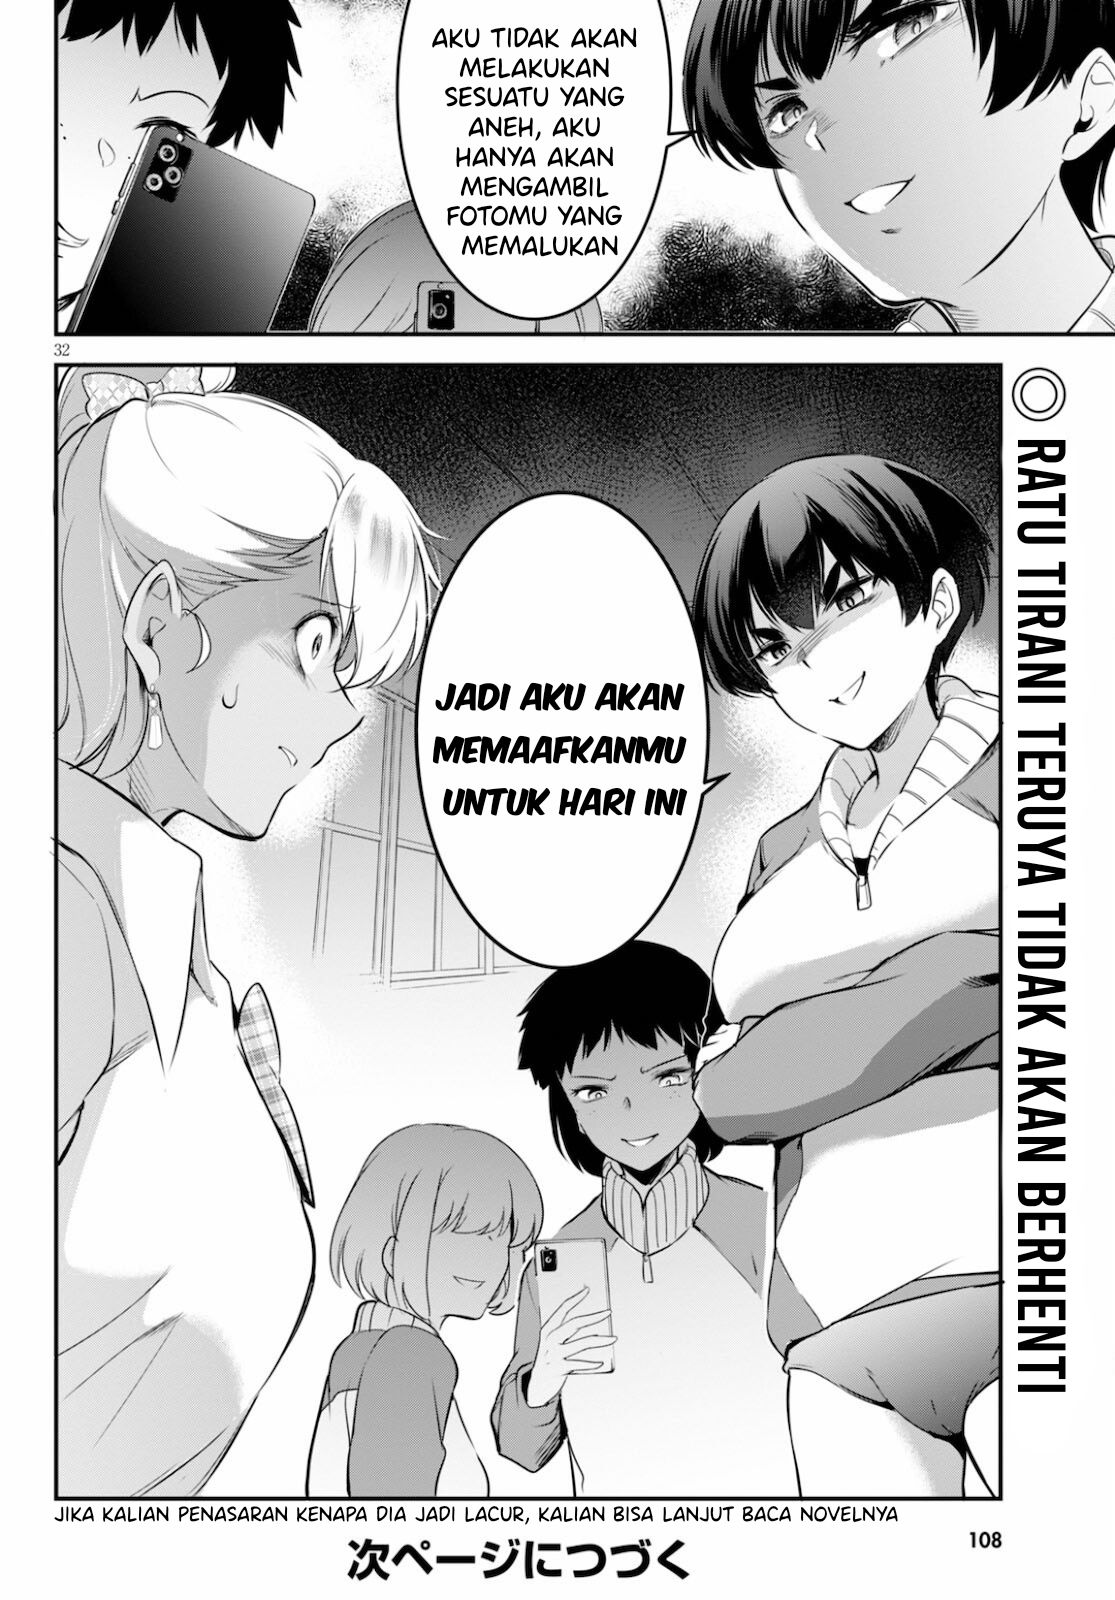 AKU TIDAK AKAN
MELAKUKAN
SESUATU YANG
ANEH, AKU
HANYA AKAN
MENGAMBIL
FOTOMU YANG
MEMALUKAN
32
◎ RATU TIRANI TERUYA TIDAK AKAN BERHENTI
JADI AKU AKAN
MEMAAFKANMU
UNTUK HARI INI
JIKA KALIAN PENASARAN KENAPA DIA JADI LACUR, KALIAN BISA LANJUT BACA NOVELNYA
108
次ページにつづく